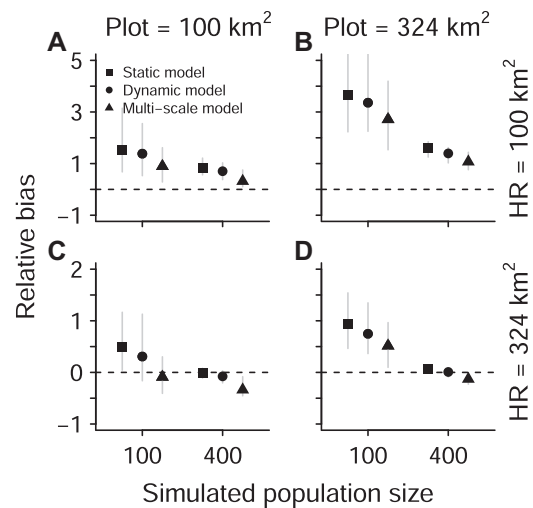 Plot = 100 km²
Plot = 324 km²
A
B
5
3
1
−1
Static model
Dynamic model
Multi−scale model
HR = 100 km²
Relative bias
C
D
2
1
0
−1
HR = 324 km²
100
400
100
400
Simulated population size